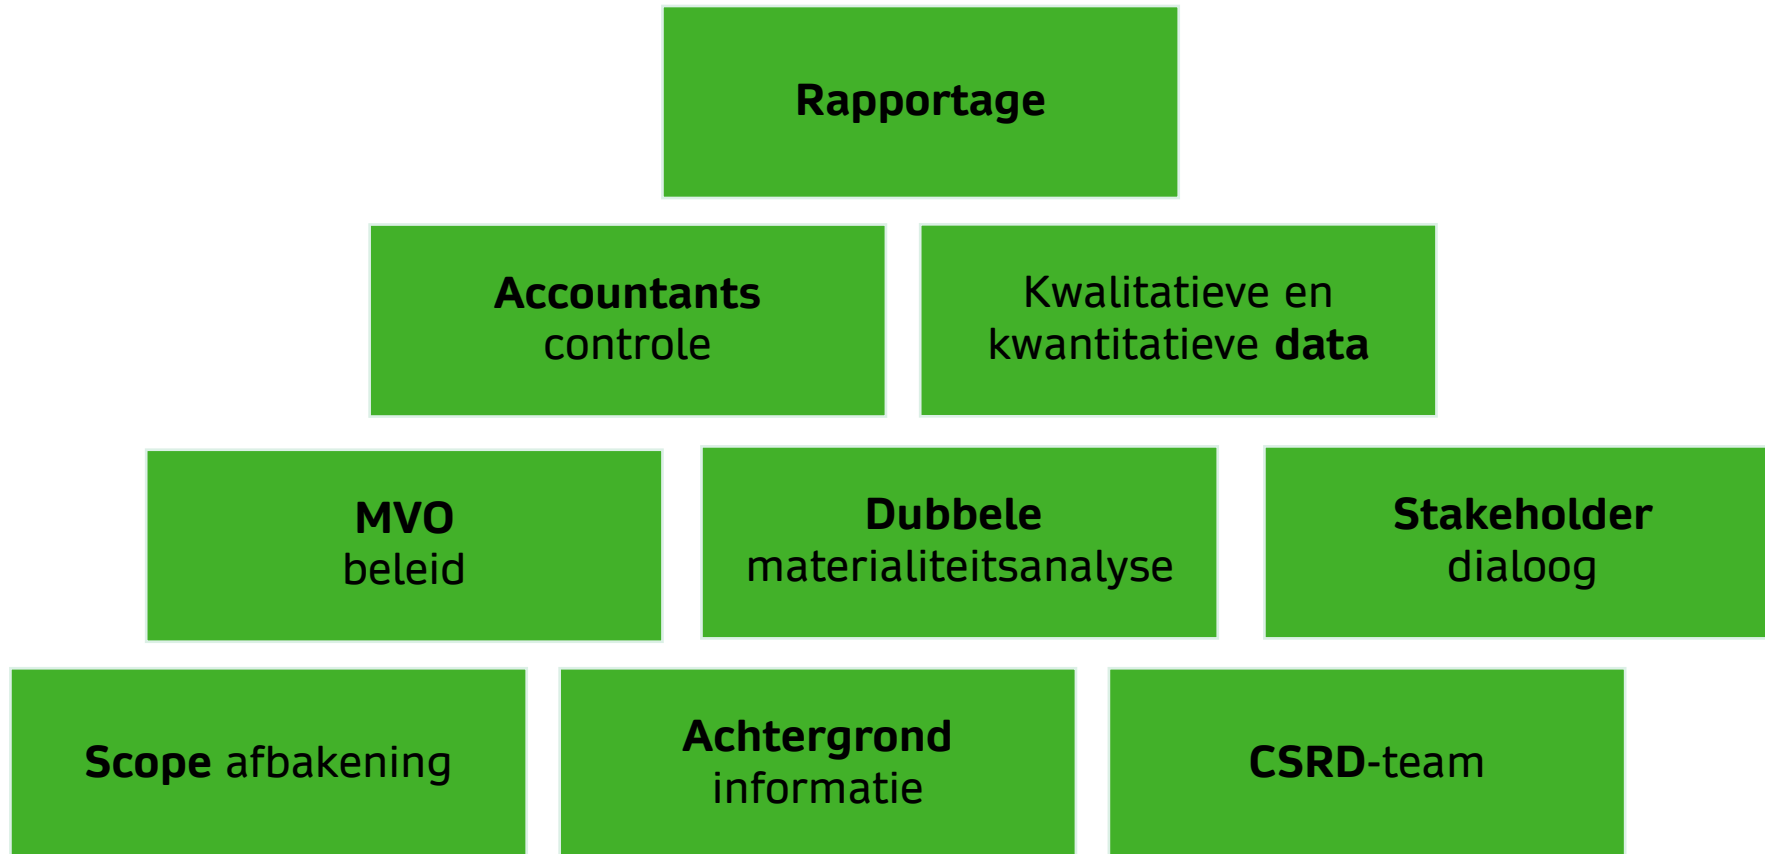 Rapportage
Accountants
controle
Kwalitatieve en
kwantitatieve data
MVO
beleid
Dubbele
materialiteitsanalyse
Stakeholder
dialoog
Scope afbakening
Achtergrond
informatie
CSRD-team